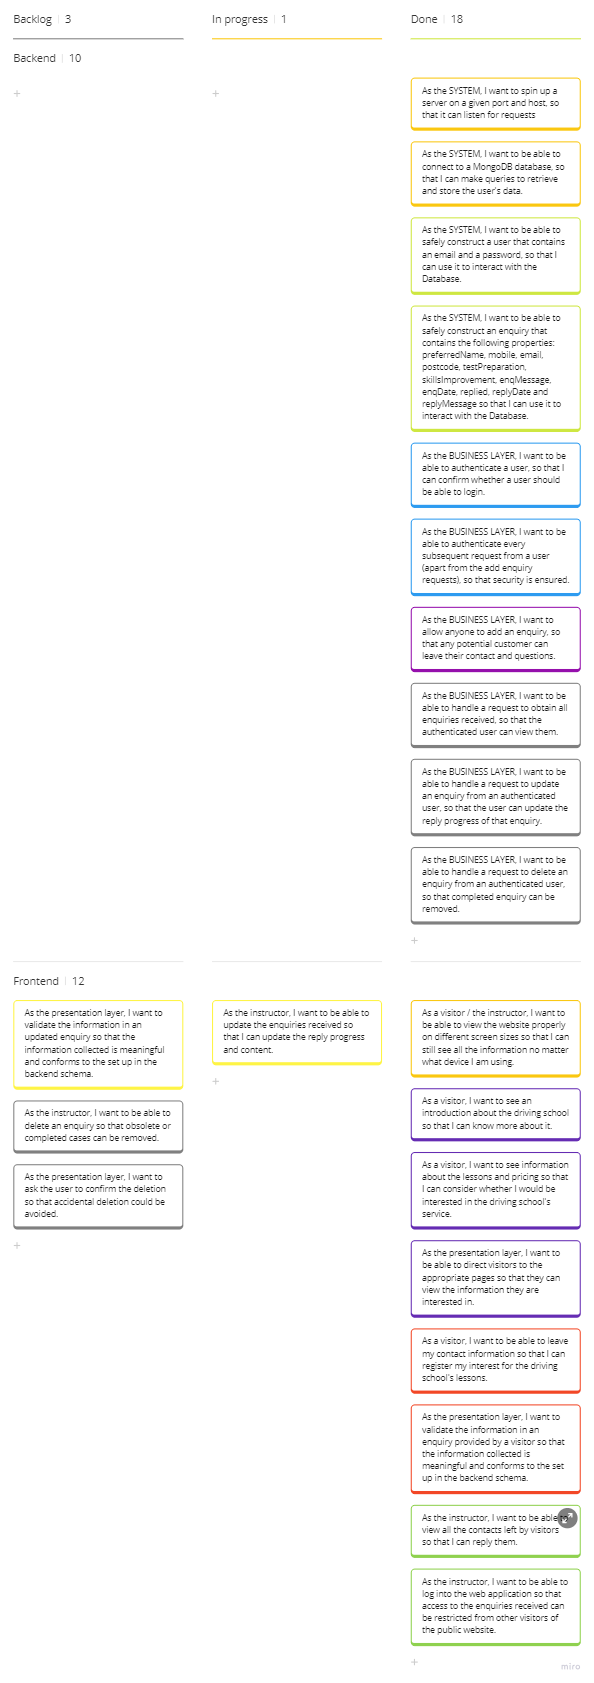 Backlog | 3
In progress | 1
Done | 18
Backend | 10
+
+
As the SYSTEM, I want to spin up a
server on a given port and host, so
that it can listen for requests
As the SYSTEM, I want to be able to
connect to a MongoDB database, so
that I can make queries to retrieve
and store the user's data.
As the SYSTEM, I want to be able to
safely construct a user that contains
an email and a password, so that I
can use it to interact with the
Database.
As the SYSTEM, I want to be able to
safely construct an enquiry that
contains the following properties:
preferredName, mobile, email,
postcode, testPreparation,
skillsImprovement, enqMessage,
enqDate, replied, replyDate and
replyMessage so that I can use it to
interact with the Database.
As the BUSINESS LAYER, I want to be
able to authenticate a user, so that I
can confirm whether a user should
be able to login.
As the BUSINESS LAYER, I want to be
able to authenticate every
subsequent request from a user
(apart from the add enquiry
requests), so that security is ensured.
As the BUSINESS LAYER, I want to
allow anyone to add an enquiry, so
that any potential customer can
leave their contact and questions.
As the BUSINESS LAYER, I want to be
able to handle a request to obtain all
enquiries received, so that the
authenticated user can view them.
As the BUSINESS LAYER, I want to be
able to handle a request to update
an enquiry from an authenticated
user, so that the user can update the
reply progress of that enquiry.
As the BUSINESS LAYER, I want to be
able to handle a request to delete an
enquiry from an authenticated user,
so that completed enquiry can be
removed.
+
Frontend | 12
As the presentation layer, I want to
validate the information in an
updated enquiry so that the
information collected is meaningful
and conforms to the set up in the
backend schema.
As the instructor, I want to be able to
delete an enquiry so that obsolete or
completed cases can be removed.
As the presentation layer, I want to
ask the user to confirm the deletion
so that accidental deletion could be
avoided.
+
As the instructor, I want to be able to
update the enquiries received so
that I can update the reply progress
and content.
+
As a visitor / the instructor, I want to
be able to view the website properly
on different screen sizes so that I can
still see all the information no matter
what device I am using.
As a visitor, I want to see an
introduction about the driving school
so that I can know more about it.
As a visitor, I want to see information
about the lessons and pricing so that
I can consider whether I would be
interested in the driving school's
service.
As the presentation layer, I want to
be able to direct visitors to the
appropriate pages so that they can
view the information they are
interested in.
As a visitor, I want to be able to leave
my contact information so that I can
register my interest for the driving
school's lessons.
As the presentation layer, I want to
validate the information in an
enquiry provided by a visitor so that
the information collected is
meaningful and conforms to the set
up in the backend schema.
As the instructor, I want to be able to
view all the contacts left by visitors
so that I can reply them.
As the instructor, I want to be able to
log into the web application so that
access to the enquiries received can
be restricted from other visitors of
the public website.
+
miro